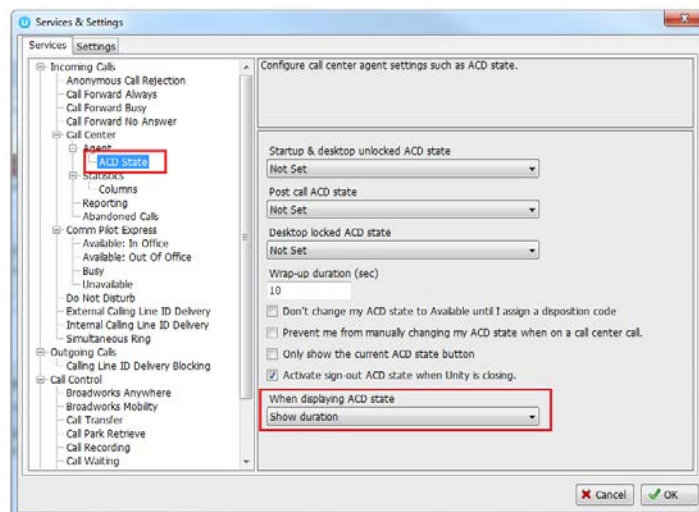 Services & Settings
Services Settings
Incoming Calls
Anonymous Call Rejection
Call Forward Always
Call Forward Busy
Call Forward No Answer
Call Center
Agent
ACD State
Statistics
Columns
Reporting
Abandoned Calls
Comm Pilot Express
Available: In Office
Available: Out Of Office
Busy
Unavailable
Do Not Disturb
External Calling Line ID Delivery
Internal Calling Line ID Delivery
Simultaneous Ring
Outgoing Calls
Calling Line ID Delivery Blocking
Call Control
Broadworks Anywhere
Broadworks Mobility
Call Transfer
Call Park Retrieve
Call Recording
Call Waiting
Configure call center agent settings such as ACD state.
Startup & desktop unlocked ACD state
Not Set
Post call ACD state
Not Set
Desktop locked ACD state
Not Set
Wrap-up duration (sec)
10
Don't change my ACD state to Available until I assign a disposition code
Prevent me from manually changing my ACD state when on a call center call.
Only show the current ACD state button
Activate sign-out ACD state when Unity is closing.
When displaying ACD state
Show duration
Cancel OK